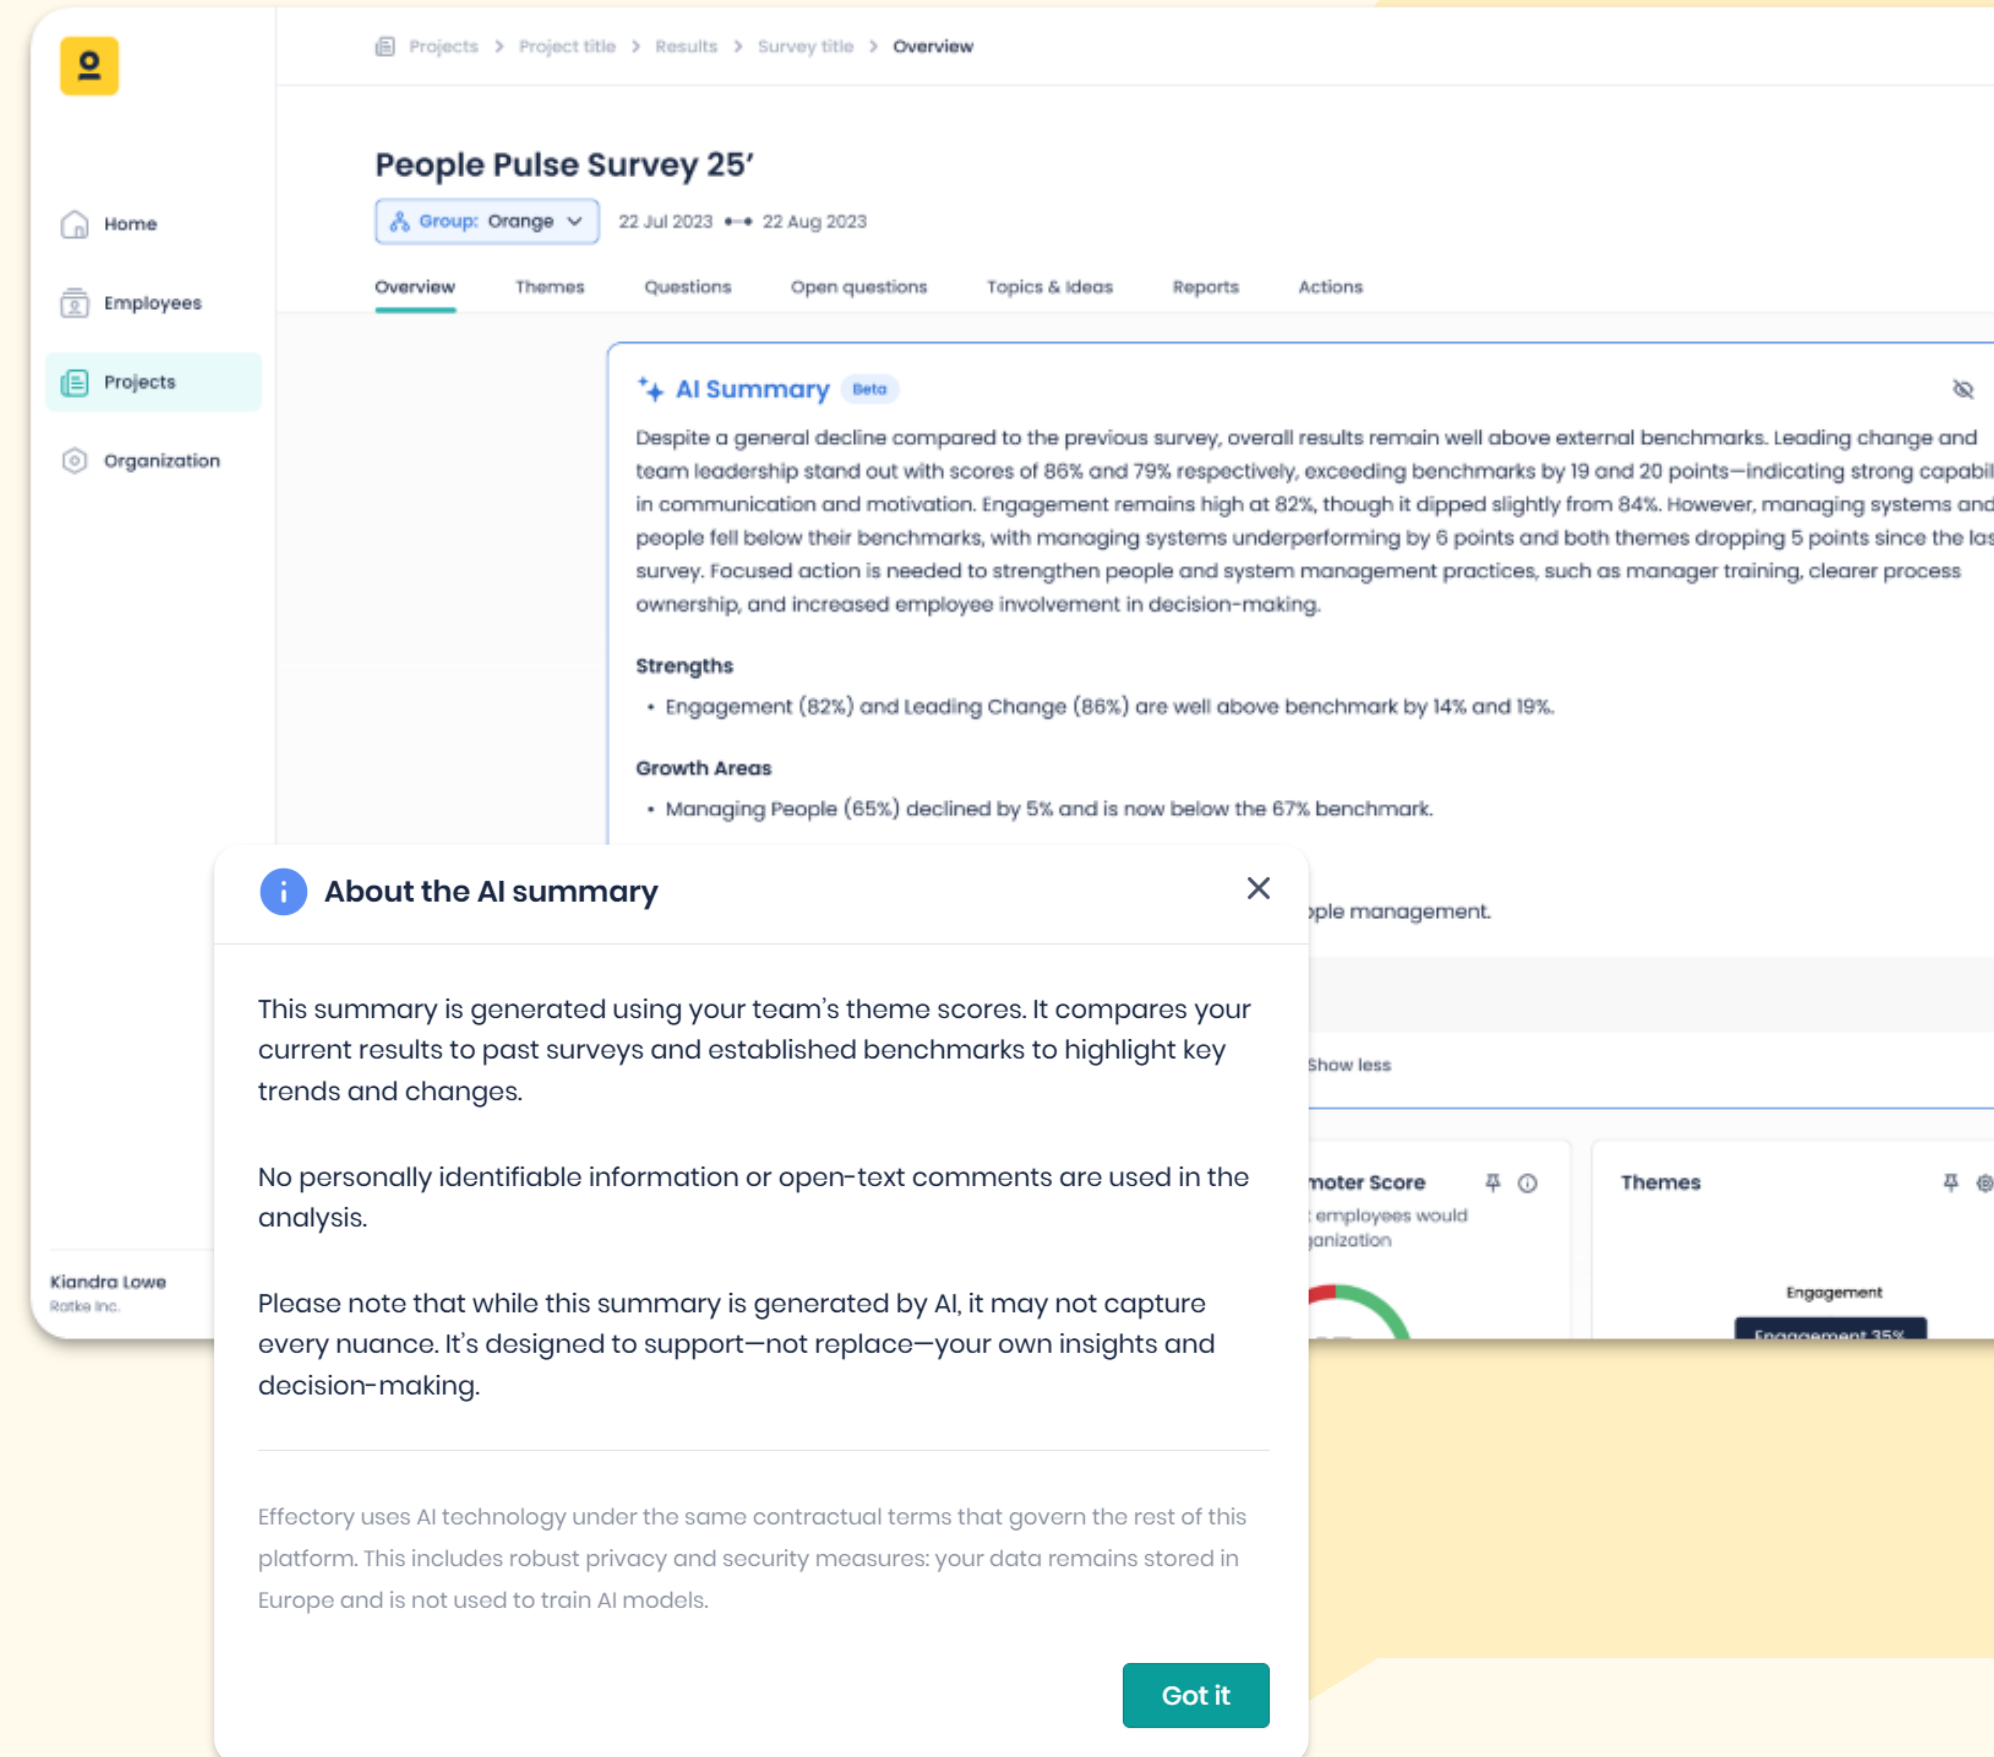 Projects > Project title > Results > Survey title > Overview
People Pulse Survey 25’
Group: Orange
22 Jul 2023
22 Aug 2023
Overview
Themes
Questions
Open questions
Topics & Ideas
Reports
Actions
Home
Employees
Projects
Organization
Kiandra Lowe
Ratke Inc.
AI Summary
Beta
Despite a general decline compared to the previous survey, overall results remain well above external benchmarks. Leading change and
team leadership stand out with scores of 86% and 79% respectively, exceeding benchmarks by 19 and 20 points—indicating strong capabil
in communication and motivation. Engagement remains high at 82%, though it dipped slightly from 84%. However, managing systems and
people fell below their benchmarks, with managing systems underperforming by 6 points and both themes dropping 5 points since the las
survey. Focused action is needed to strengthen people and system management practices, such as manager training, clearer process
ownership, and increased employee involvement in decision-making.
Strengths
• Engagement (82%) and Leading Change (86%) are well above benchmark by 14% and 19%.
Growth Areas
• Managing People (65%) declined by 5% and is now below the 67% benchmark.
ople management.
Show less
moter Score
employees would
ganization
Themes
Engagement
Engagement 35%
About the AI summary
This summary is generated using your team’s theme scores. It compares your
current results to past surveys and established benchmarks to highlight key
trends and changes.
No personally identifiable information or open-text comments are used in the
analysis.
Please note that while this summary is generated by AI, it may not capture
every nuance. It’s designed to support—not replace—your own insights and
decision-making.
Effectory uses AI technology under the same contractual terms that govern the rest of this
platform. This includes robust privacy and security measures: your data remains stored in
Europe and is not used to train AI models.
Got it